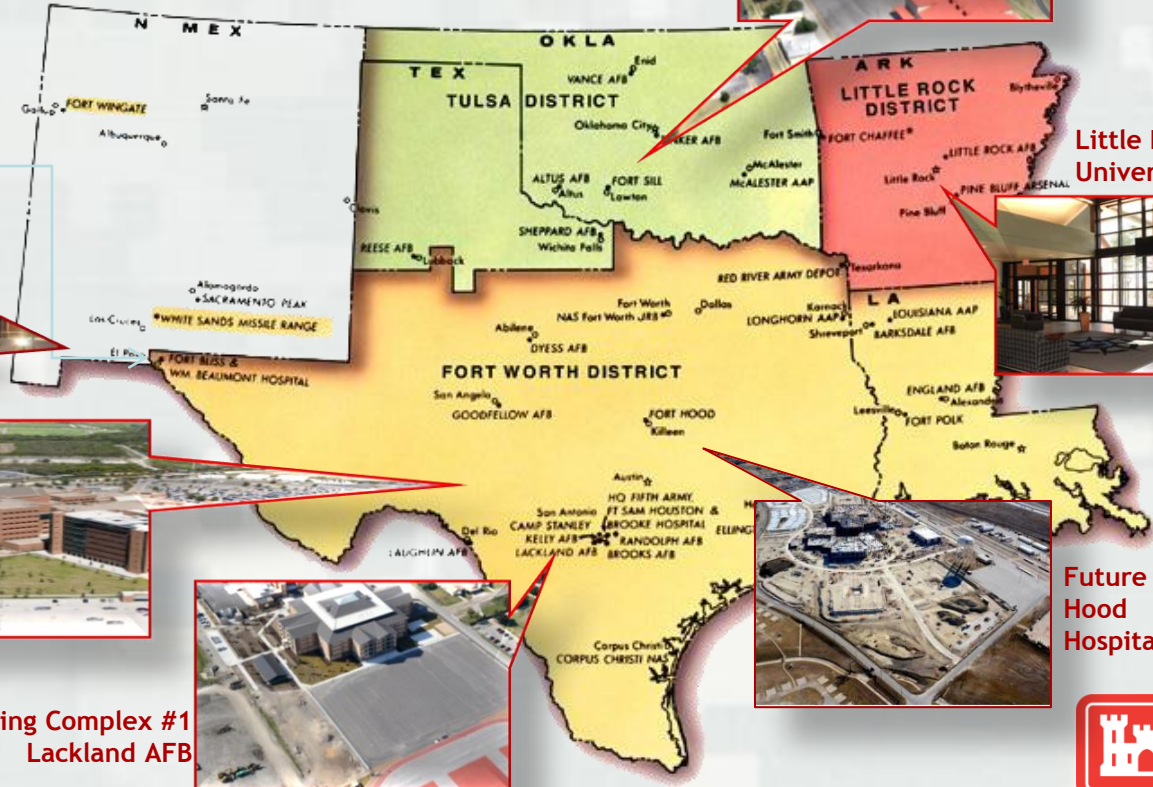 N MEX
FORT WINGATE
Santa Fe
Albuquerque
Alamogordo
SACRAMENTO PEAK
Las Cruces
WHITE SANDS MISSILE RANGE
El Paso
FORT BLISS &
WM. BEAUMONT HOSPITAL
OKLA
TEX
Enid
VANCE AFB
TULSA DISTRICT
Oklahoma City
McAlester
McALESTER AAP
ALTUS AFB
Altus
FORT SILL
Lawton
SHEPPARD AFB
Wichita Falls
REESE AFB
Lubbock
ARK
LITTLE ROCK
DISTRICT
Blytheville
Fort Smith
FORT CHAFFEE*
LITTLE ROCK AFB
Little Rock
PINE BLUFF ARSENAL
Pine Bluff
Little
RED RIVER ARMY DEPOT
Texarkana
LA
Fort Worth
NAS Fort Worth JRB
Dallas
Karnack
LONGHORN AAP
LOUISIANA AAP
Shreveport
BARKSDALE AFB
Abilene
DYESS AFB
FORT WORTH DISTRICT
San Angelo
GOODFELLOW AFB
FORT HOOD
Killeen
ENGLAND AFB
Leesville
FORT POLK
Baton Rouge
Austin
HQ FIFTH ARMY
San Antonio
FT SAM HOUSTON &
CAMP STANLEY
BROOKE HOSPITAL
KELLY AFB
RANDOLPH AFB
LACKLAND AFB
BROOKS AFB
Del Rio
LAUGHLIN AFB
Corpus Christi
CORPUS CHRISTI NAS
Future
Hood
Hospita
ing Complex #1
Lackland AFB